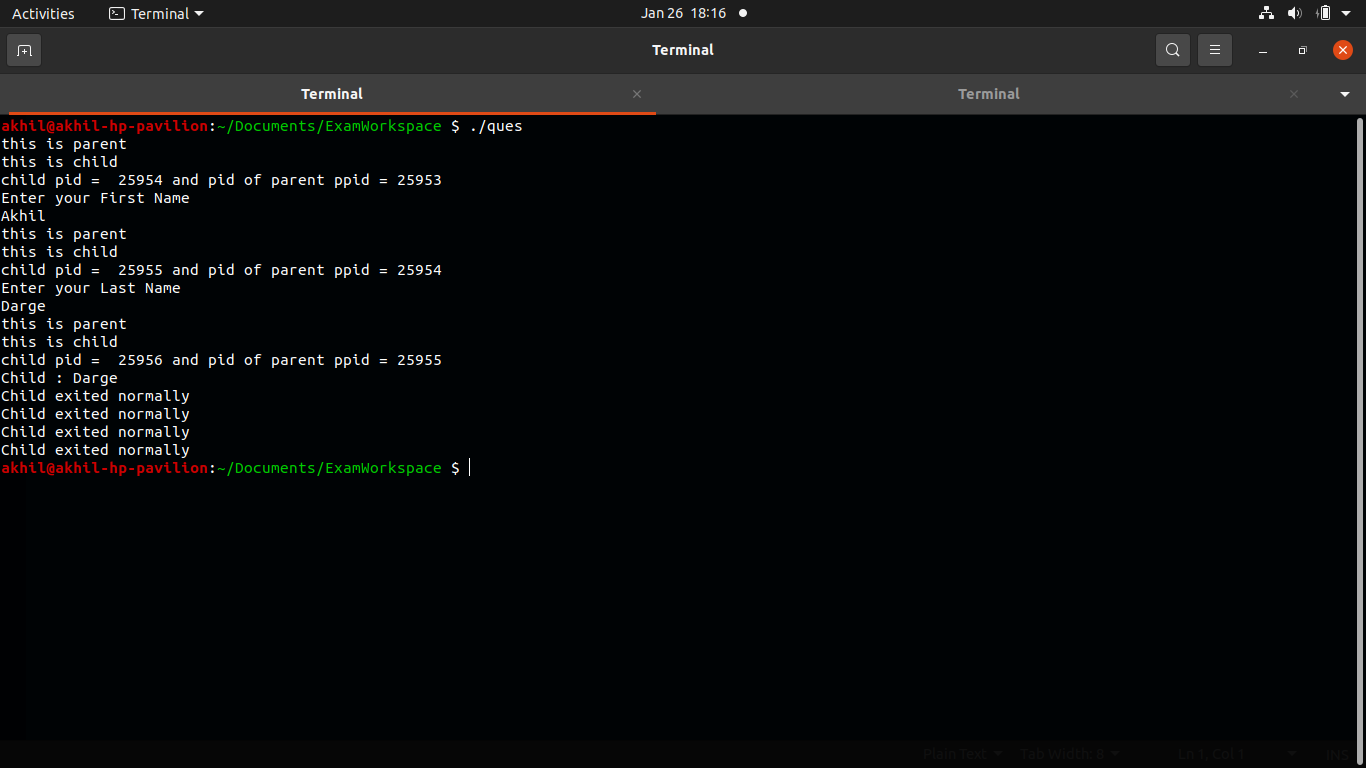 Activities Terminal Jan 26 18:16
Terminal
Terminal Terminal
akhil@akhil-hp-pavilion:~/Documents/ExamWorkspace $ ./ques
this is parent
this is child
child pid =  25954 and pid of parent ppid = 25953
Enter your First Name
Akhil
this is parent
this is child
child pid =  25955 and pid of parent ppid = 25954
Enter your Last Name
Darge
this is parent
this is child
child pid =  25956 and pid of parent ppid = 25955
Child : Darge
Child exited normally
Child exited normally
Child exited normally
Child exited normally
akhil@akhil-hp-pavilion:~/Documents/ExamWorkspace $
Plain Text Tab Width: 8 Ln 1, Col 1 INS